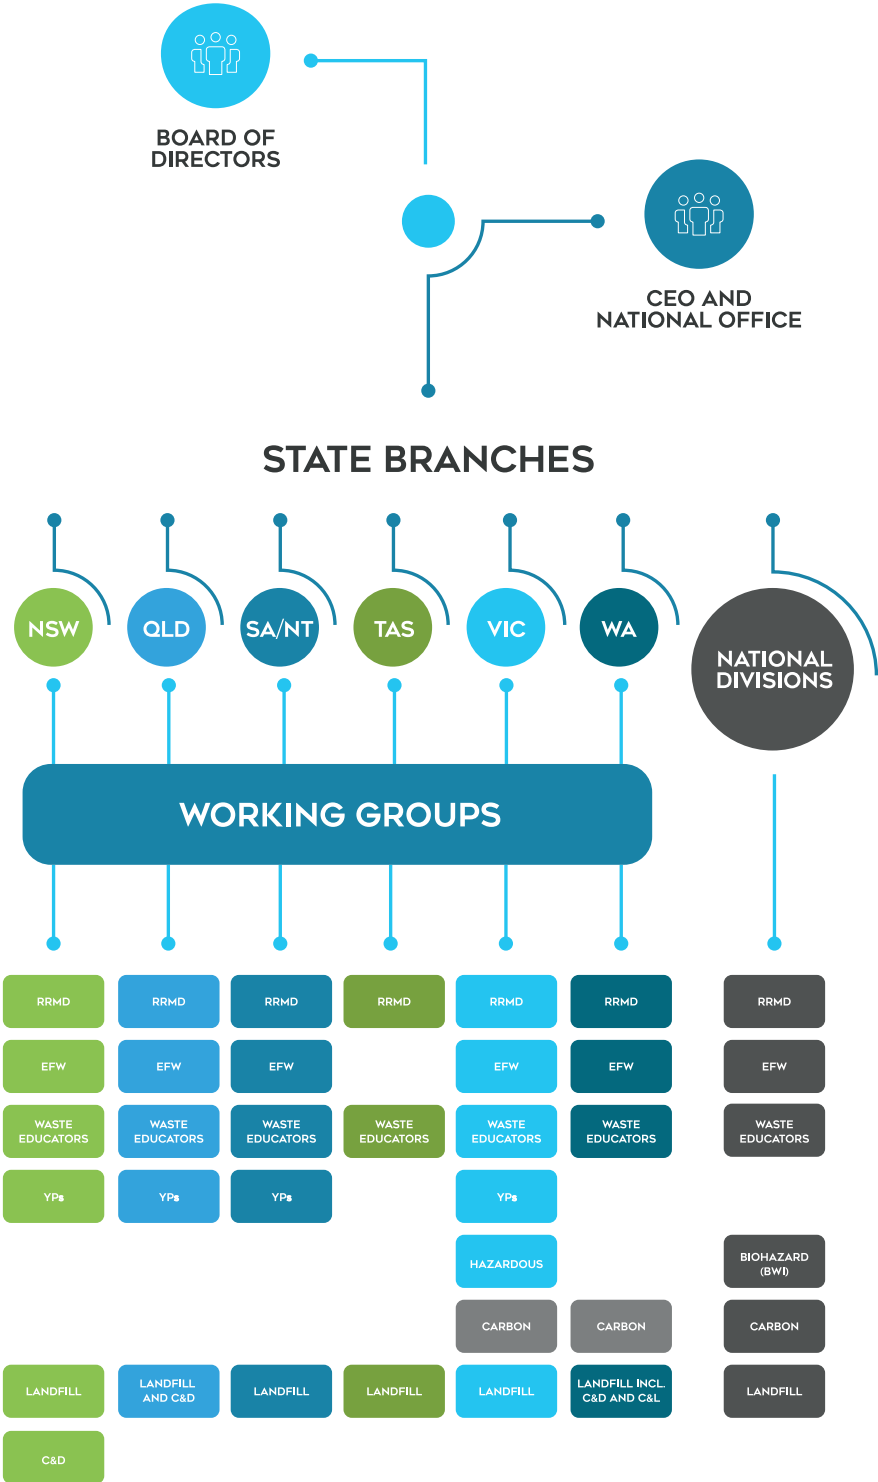 BOARD OF
DIRECTORS
CEO AND
NATIONAL OFFICE
STATE BRANCHES
NSW
QLD
SA/NT
TAS
VIC
WA
NATIONAL
DIVISIONS
WORKING GROUPS
RRMD
RRMD
RRMD
RRMD
RRMD
RRMD
RRMD
EFW
EFW
EFW
EFW
EFW
EFW
WASTE
EDUCATORS
WASTE
EDUCATORS
WASTE
EDUCATORS
WASTE
EDUCATORS
WASTE
EDUCATORS
WASTE
EDUCATORS
WASTE
EDUCATORS
YPs
YPs
YPs
YPs
HAZARDOUS
BIOHAZARD
(BWI)
CARBON
CARBON
CARBON
LANDFILL
LANDFILL
AND C&D
LANDFILL
LANDFILL
LANDFILL
LANDFILL INCL.
C&D AND C&L
LANDFILL
C&D